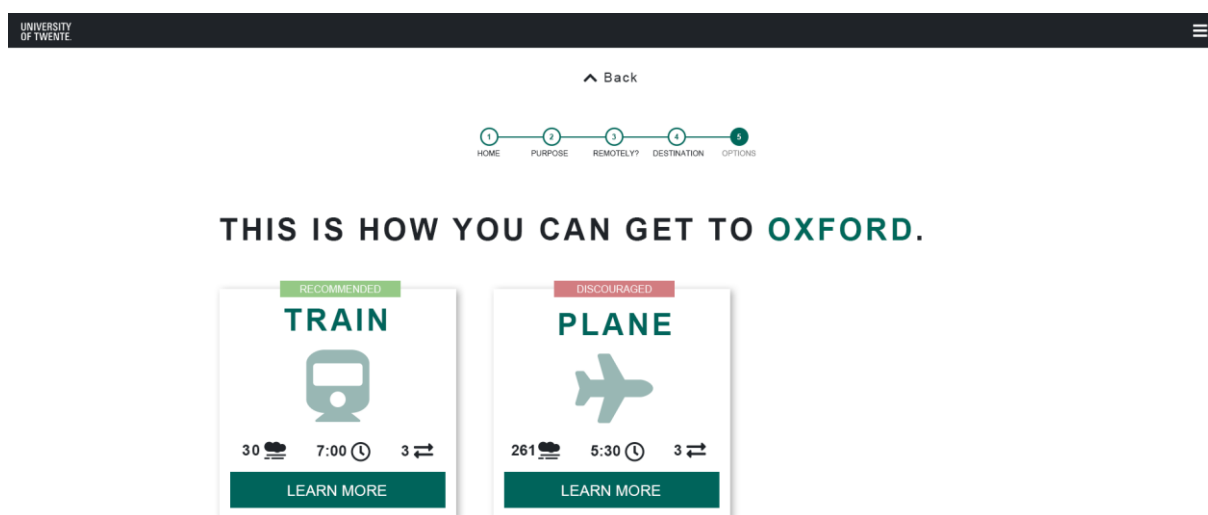 UNIVERSITY
OF TWENTE.
Back
1 2 3 4 5
HOME PURPOSE REMOTELY? DESTINATION OPTIONS
THIS IS HOW YOU CAN GET TO OXFORD.
RECOMMENDED
TRAIN
30 7:00 3
LEARN MORE
DISCOURAGED
PLANE
261 5:30 3
LEARN MORE